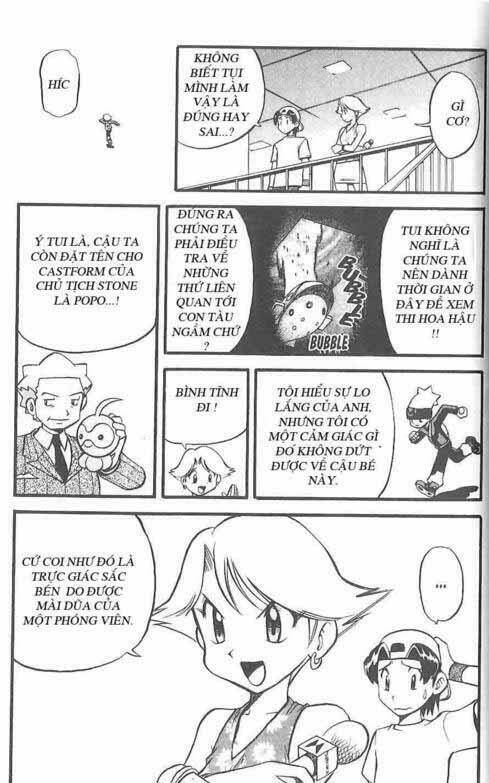 GÌ
CƠ?
KHÔNG
BIẾT TỤI
MÌNH LÀM
VẬY LÀ
ĐÚNG HAY
SAI...?
HÍC
TUI KHÔNG
NGHĨ LÀ
CHÚNG TA
NÊN DÀNH
THỜI GIAN Ở
ĐÂY ĐỂ XEM
THI HOA HẬU
!!
BUBBLE
BUBBLE
ĐÚNG RA
CHÚNG TA
PHẢI ĐIỀU
TRA VỀ
NHỮNG
THỨ LIÊN
QUAN TỚI
CON TÀU
NGẦM CHỨ
?
Ý TUI LÀ, CẬU TA
CÒN ĐẶT TÊN CHO
CASTFORM CỦA
CHỦ TỊCH STONE
LÀ POPO...!
TÔI HIỂU SỰ LO
LẮNG CỦA ANH,
NHƯNG TÔI CÓ
MỘT CẢM GIÁC GÌ
ĐO KHÔNG DỨT
ĐƯỢC VỀ CẬU BÉ
NÀY.
BÌNH TĨNH
ĐI !
...
CỨ COI NHƯ ĐÓ LÀ
TRỰC GIÁC SẮC
BÉN DO ĐƯỢC
MÀI DŨA CỦA
MỘT PHÓNG VIÊN.